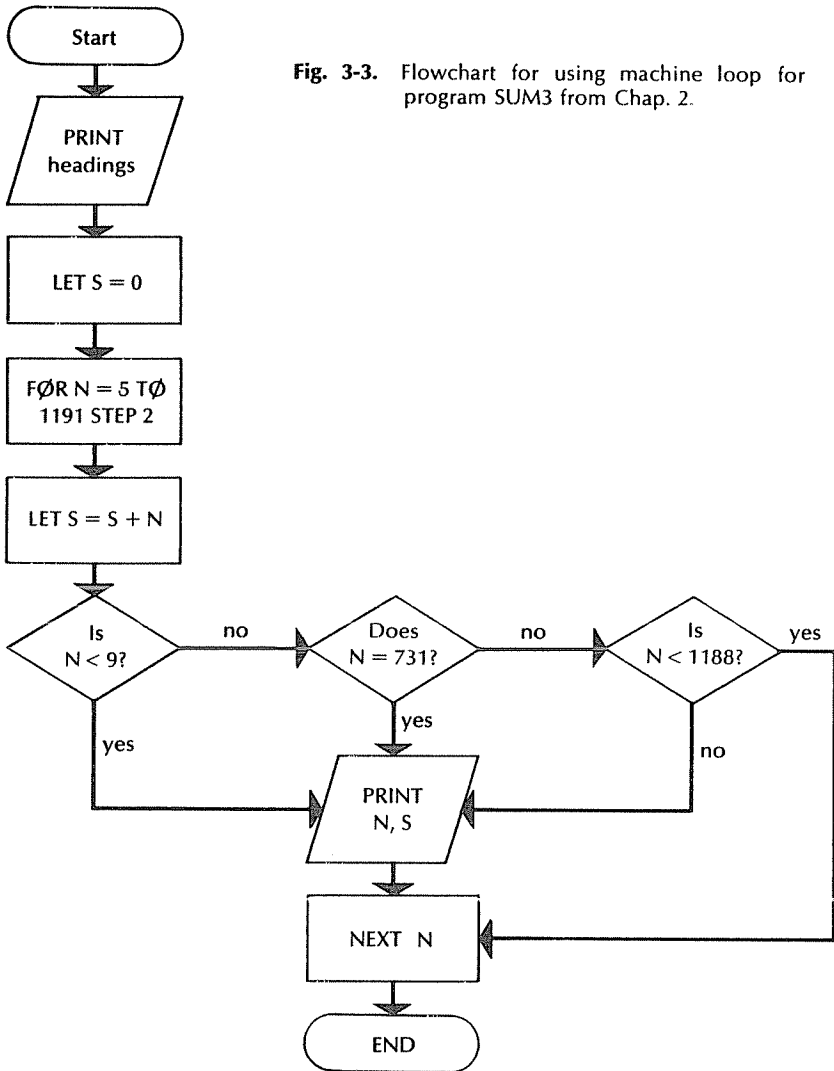 Start
Fig. 3-3. Flowchart for using machine loop for
program SUM3 from Chap. 2.
PRINT
headings
LET S = 0
FØR N = 5 TØ
1191 STEP 2
LET S = S + N
Is
N < 9?
no
Does
N = 731?
no
Is
N < 1188?
yes
yes
yes
no
PRINT
N, S
NEXT N
END